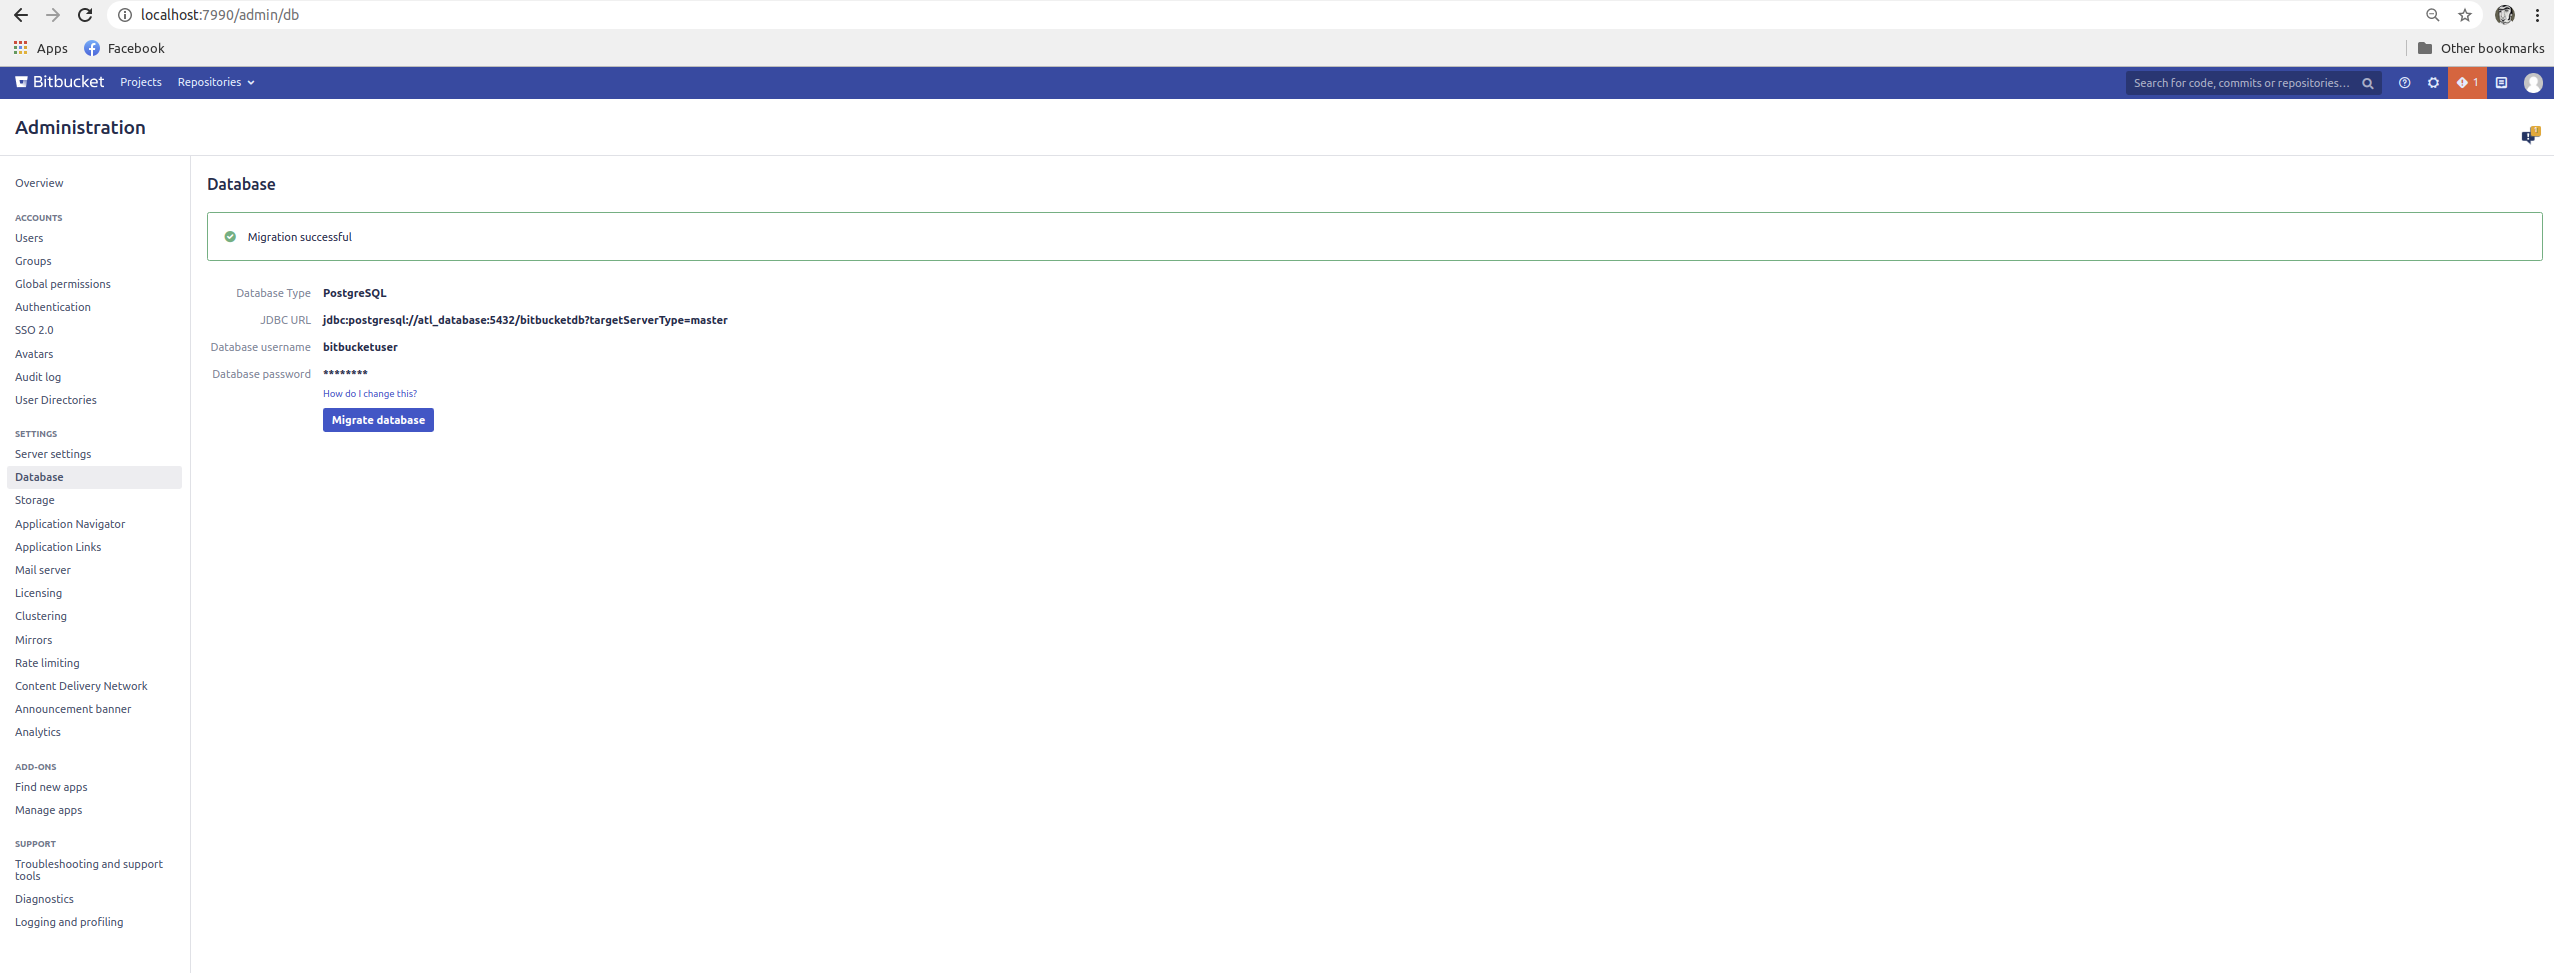 localhost:7990/admin/db
Apps Facebook Other bookmarks
Bitbucket Projects Repositories Search for code, commits or repositories... 1
Administration
Overview
ACCOUNTS
Users
Groups
Global permissions
Authentication
SSO 2.0
Avatars
Audit log
User Directories
SETTINGS
Server settings
Database
Storage
Application Navigator
Application Links
Mail server
Licensing
Clustering
Mirrors
Rate limiting
Content Delivery Network
Announcement banner
Analytics
ADD-ONS
Find new apps
Manage apps
SUPPORT
Troubleshooting and support
tools
Diagnostics
Logging and profiling
Database
Migration successful
Database Type PostgreSQL
JDBC URL jdbc:postgresql://atl_database:5432/bitbucketdb?targetServerType=master
Database username bitbucketuser
Database password ********
How do I change this?
Migrate database